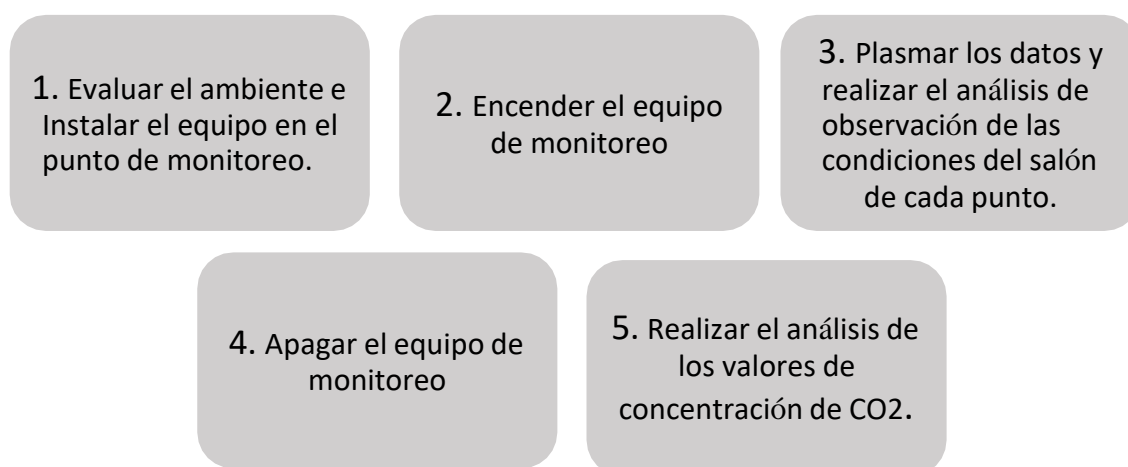 1. Evaluar el ambiente e
Instalar el equipo en el
punto de monitoreo.
2. Encender el equipo
de monitoreo
3. Plasmar los datos y
realizar el análisis de
observación de las
condiciones del salón
de cada punto.
4. Apagar el equipo de
monitoreo
5. Realizar el análisis de
los valores de
concentración de CO2.